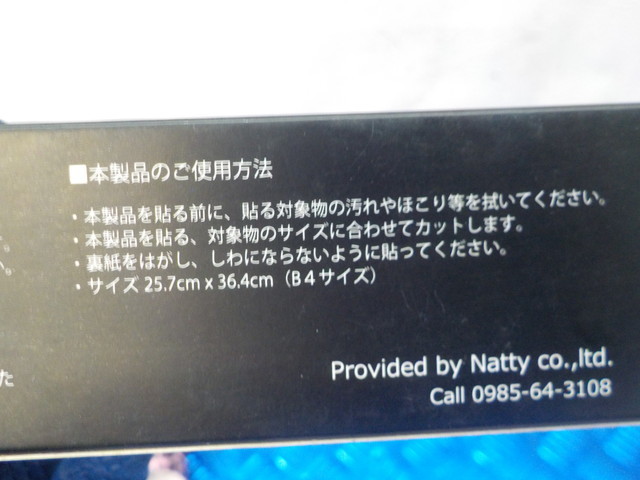 ■本製品のご使用方法
・本製品を貼る前に、貼る対象物の汚れやほこり等を拭いてください。
・本製品を貼る、対象物のサイズに合わせてカットします。
・裏紙をはがし、しわにならないように貼ってください。
・サイズ 25.7cm x 36.4cm（B4サイズ）
た
Provided by Natty co.,ltd.
Call 0985-64-3108